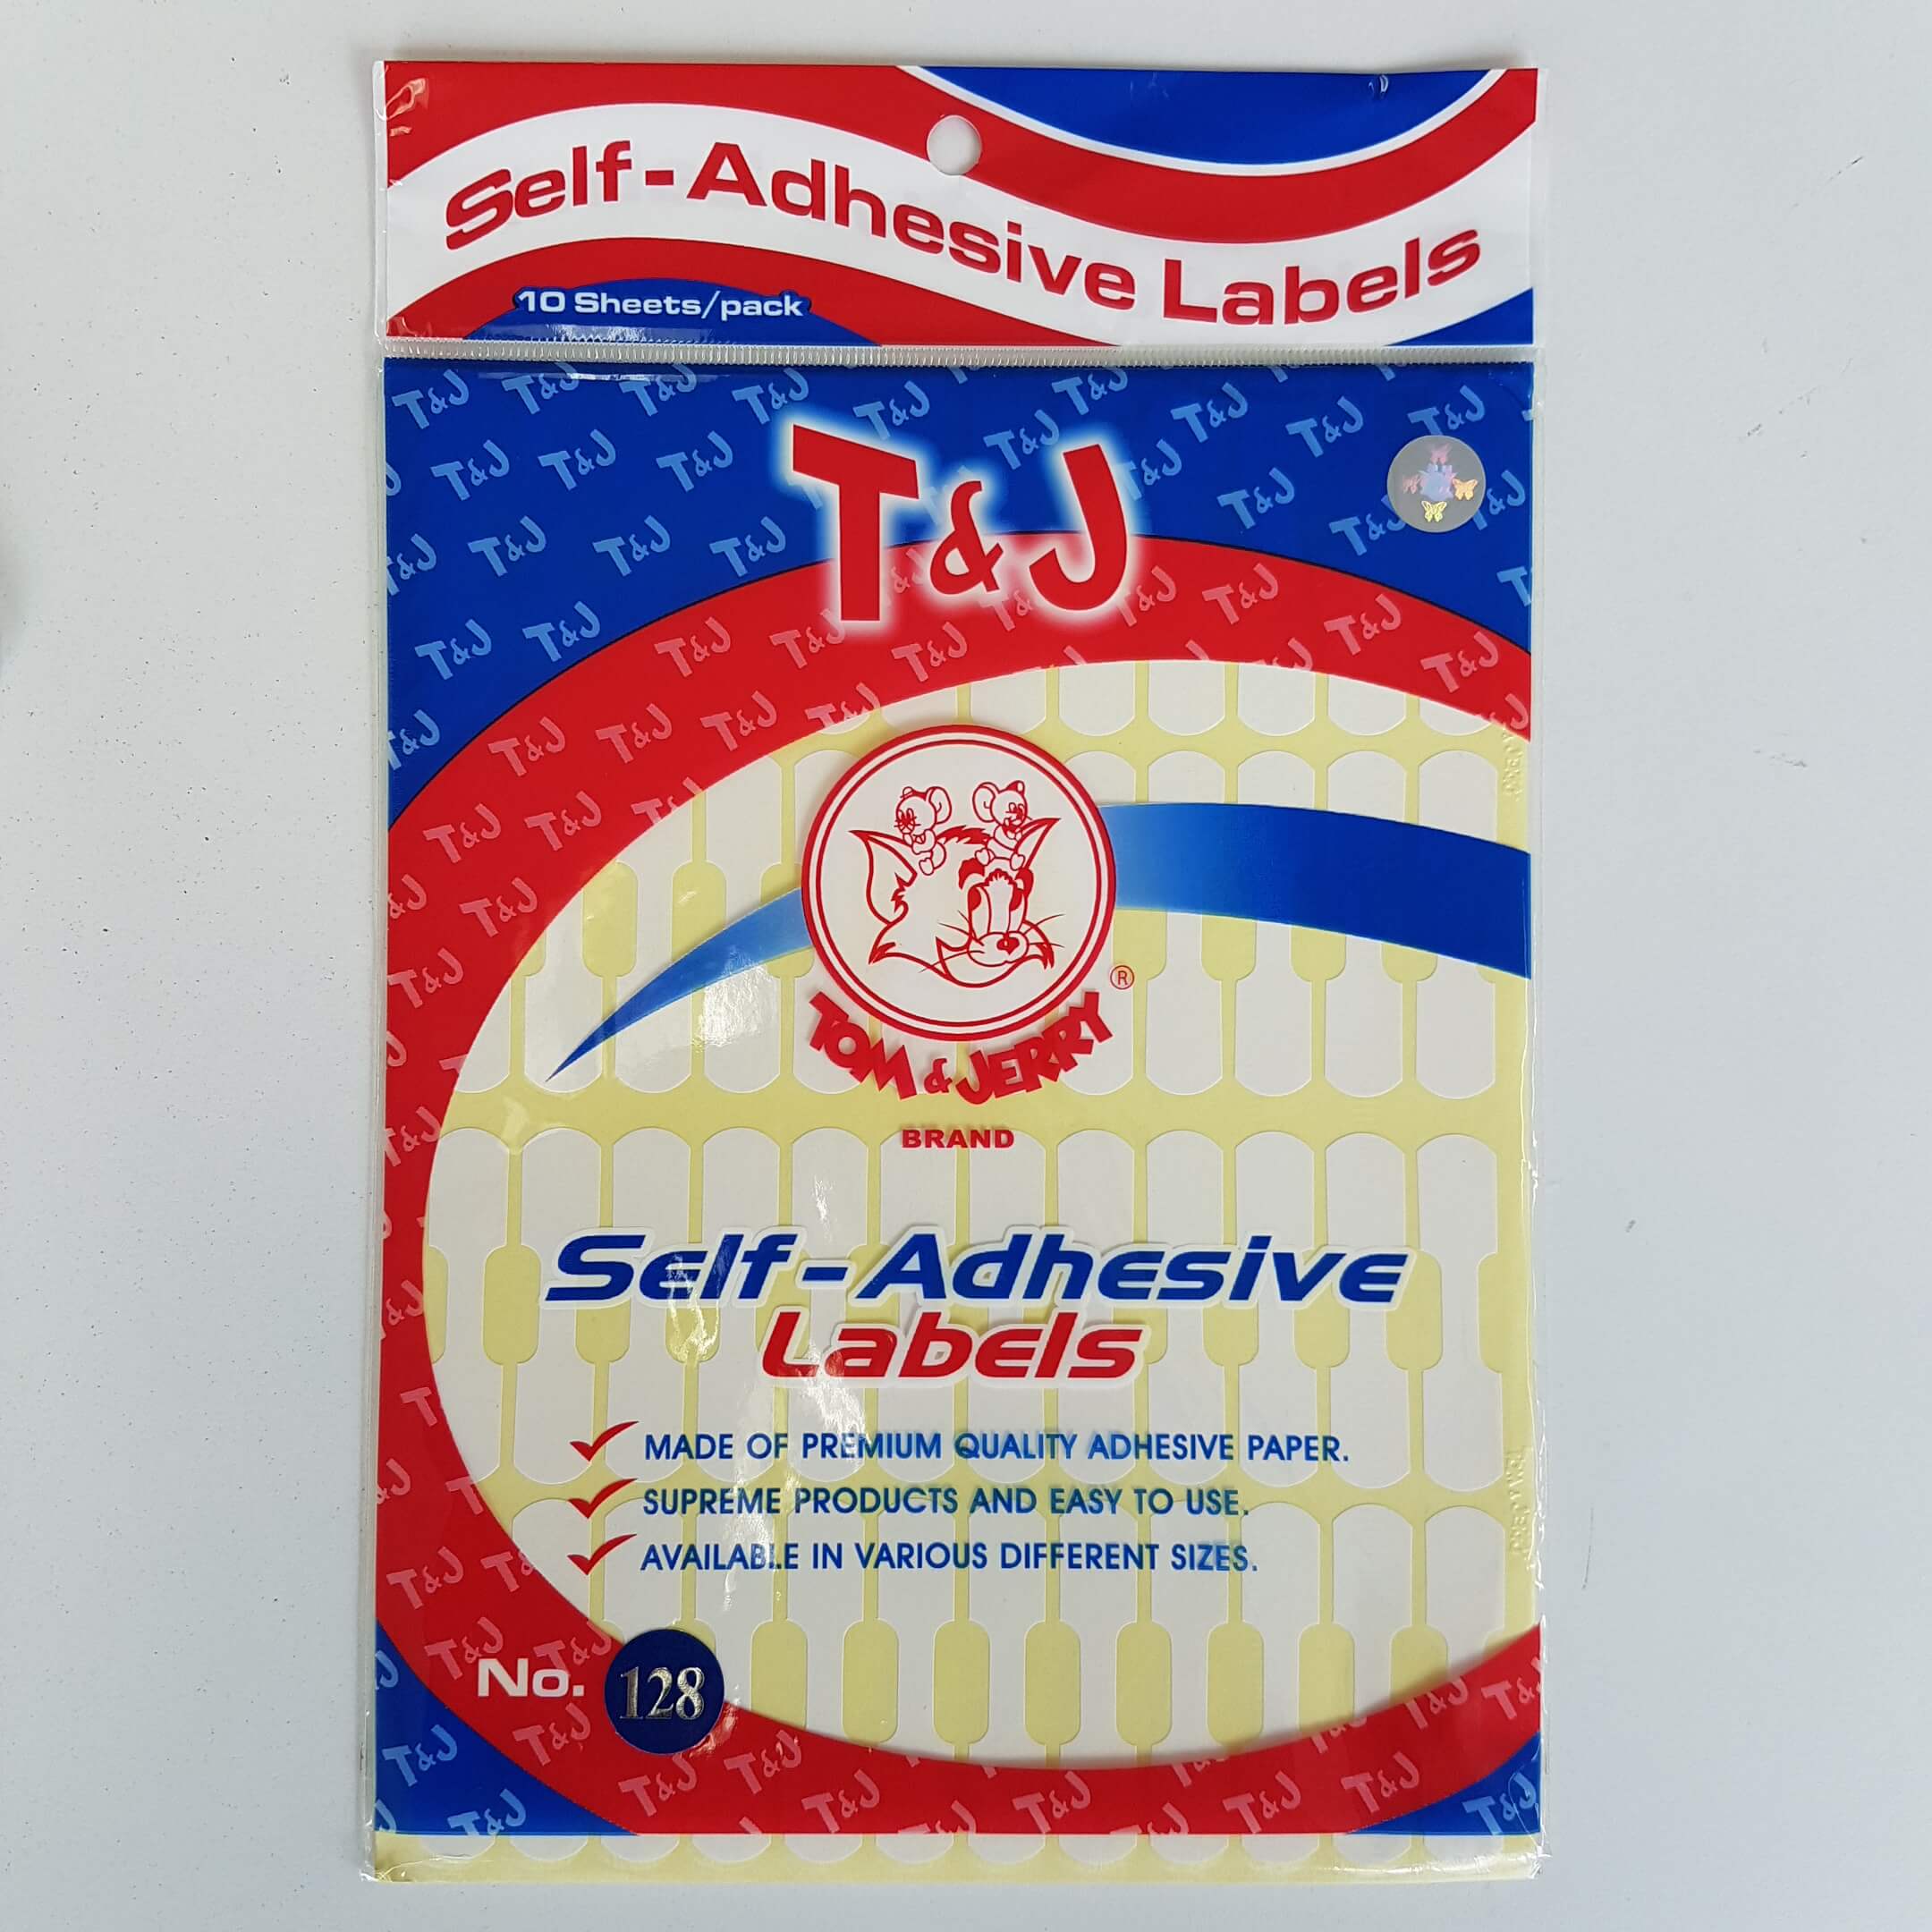 Self-Adhesive Labels
10 Sheets/pack
T&J
TOM & JERRY ®
BRAND
Self-Adhesive
Labels
MADE OF PREMIUM QUALITY ADHESIVE PAPER.
SUPREME PRODUCTS AND EASY TO USE.
AVAILABLE IN VARIOUS DIFFERENT SIZES.
No. 128